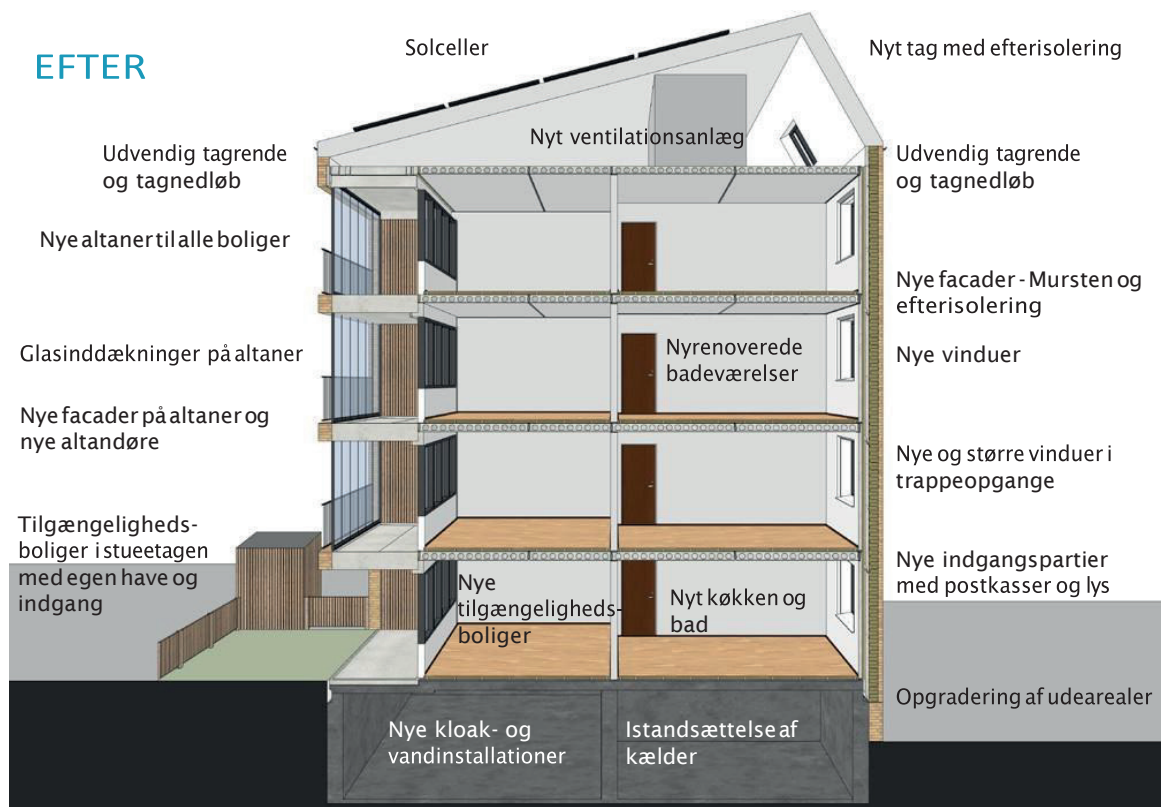 EFTER
Solceller
Nyt tag med efterisolering
Nyt ventilationsanlæg
Udvendig tagrende
og tagnedløb
Udvendig tagrende
og tagnedløb
Nye altaner til alle boliger
Nye facader - Mursten og
efterisolering
Glasinddækninger på altaner
Nyrenoverede
badeværelser
Nye vinduer
Nye facader på altaner og
nye altandøre
Nye og større vinduer i
trappeopgange
Tilgængeligheds-
boliger i stueetagen
med egen have og
indgang
Nye indgangspartier
med postkasser og lys
Nye
tilgængeligheds-
boliger
Nyt køkken og
bad
Opgradering af udearealer
Nye kloak- og
vandinstallationer
Istandsættelse af
kælder